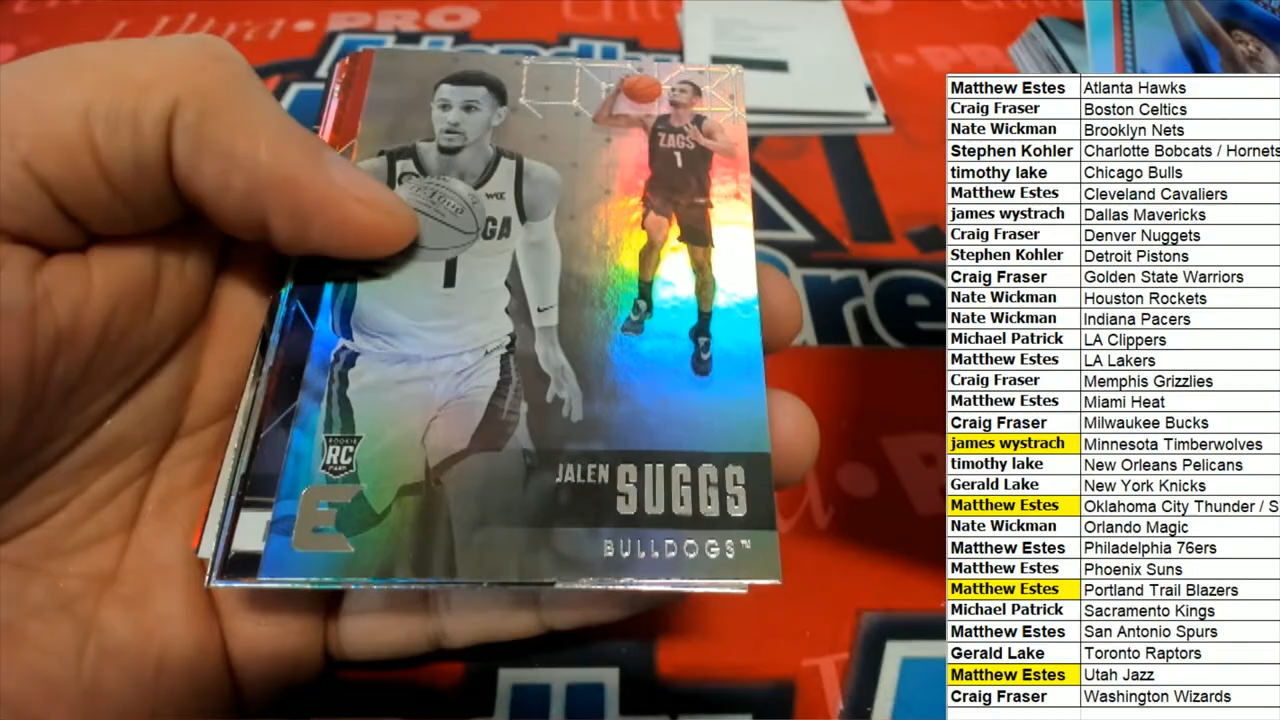 Ultra•PRO
ZAGS
1
WCC
GA
1
ROOKIE
RC
CARD
E
JALEN SUGGS
BULLDOGS™
Matthew Estes Atlanta Hawks
Craig Fraser Boston Celtics
Nate Wickman Brooklyn Nets
Stephen Kohler Charlotte Bobcats / Hornets
timothy lake Chicago Bulls
Matthew Estes Cleveland Cavaliers
james wystrach Dallas Mavericks
Craig Fraser Denver Nuggets
Stephen Kohler Detroit Pistons
Craig Fraser Golden State Warriors
Nate Wickman Houston Rockets
Nate Wickman Indiana Pacers
Michael Patrick LA Clippers
Matthew Estes LA Lakers
Craig Fraser Memphis Grizzlies
Matthew Estes Miami Heat
Craig Fraser Milwaukee Bucks
james wystrach Minnesota Timberwolves
timothy lake New Orleans Pelicans
Gerald Lake New York Knicks
Matthew Estes Oklahoma City Thunder / S
Nate Wickman Orlando Magic
Matthew Estes Philadelphia 76ers
Matthew Estes Phoenix Suns
Matthew Estes Portland Trail Blazers
Michael Patrick Sacramento Kings
Matthew Estes San Antonio Spurs
Gerald Lake Toronto Raptors
Matthew Estes Utah Jazz
Craig Fraser Washington Wizards